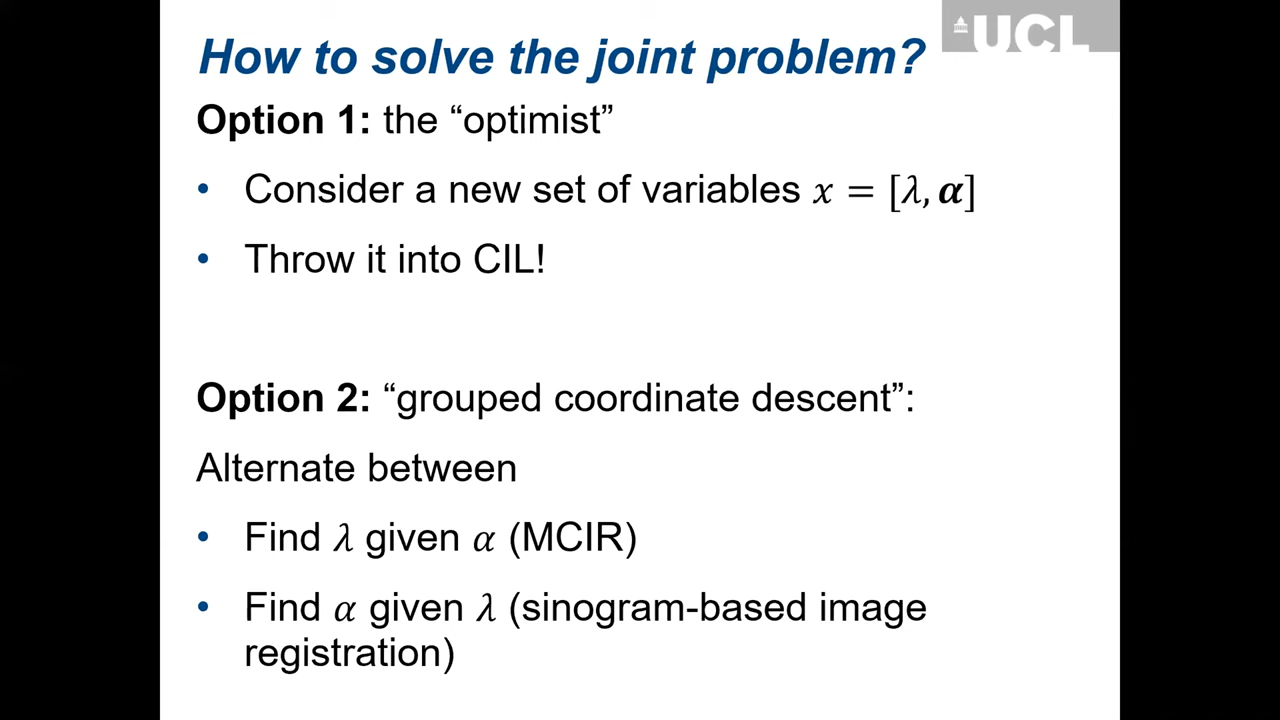 UCL
How to solve the joint problem?
Option 1: the “optimist”
• Consider a new set of variables 𝑥 = [𝜆, 𝜶]
• Throw it into CIL!
Option 2: “grouped coordinate descent”:
Alternate between
• Find 𝜆 given 𝛼 (MCIR)
• Find 𝛼 given 𝜆 (sinogram-based image
registration)